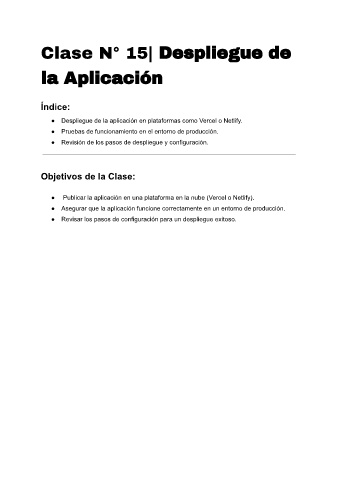 Clase N° 15| Despliegue de
la Aplicación
Índice:
● Despliegue de la aplicación en plataformas como Vercel o Netlify.
● Pruebas de funcionamiento en el entorno de producción.
● Revisión de los pasos de despliegue y configuración.
Objetivos de la Clase:
● Publicar la aplicación en una plataforma en la nube (Vercel o Netlify).
● Asegurar que la aplicación funcione correctamente en un entorno de producción.
● Revisar los pasos de configuración para un despliegue exitoso.